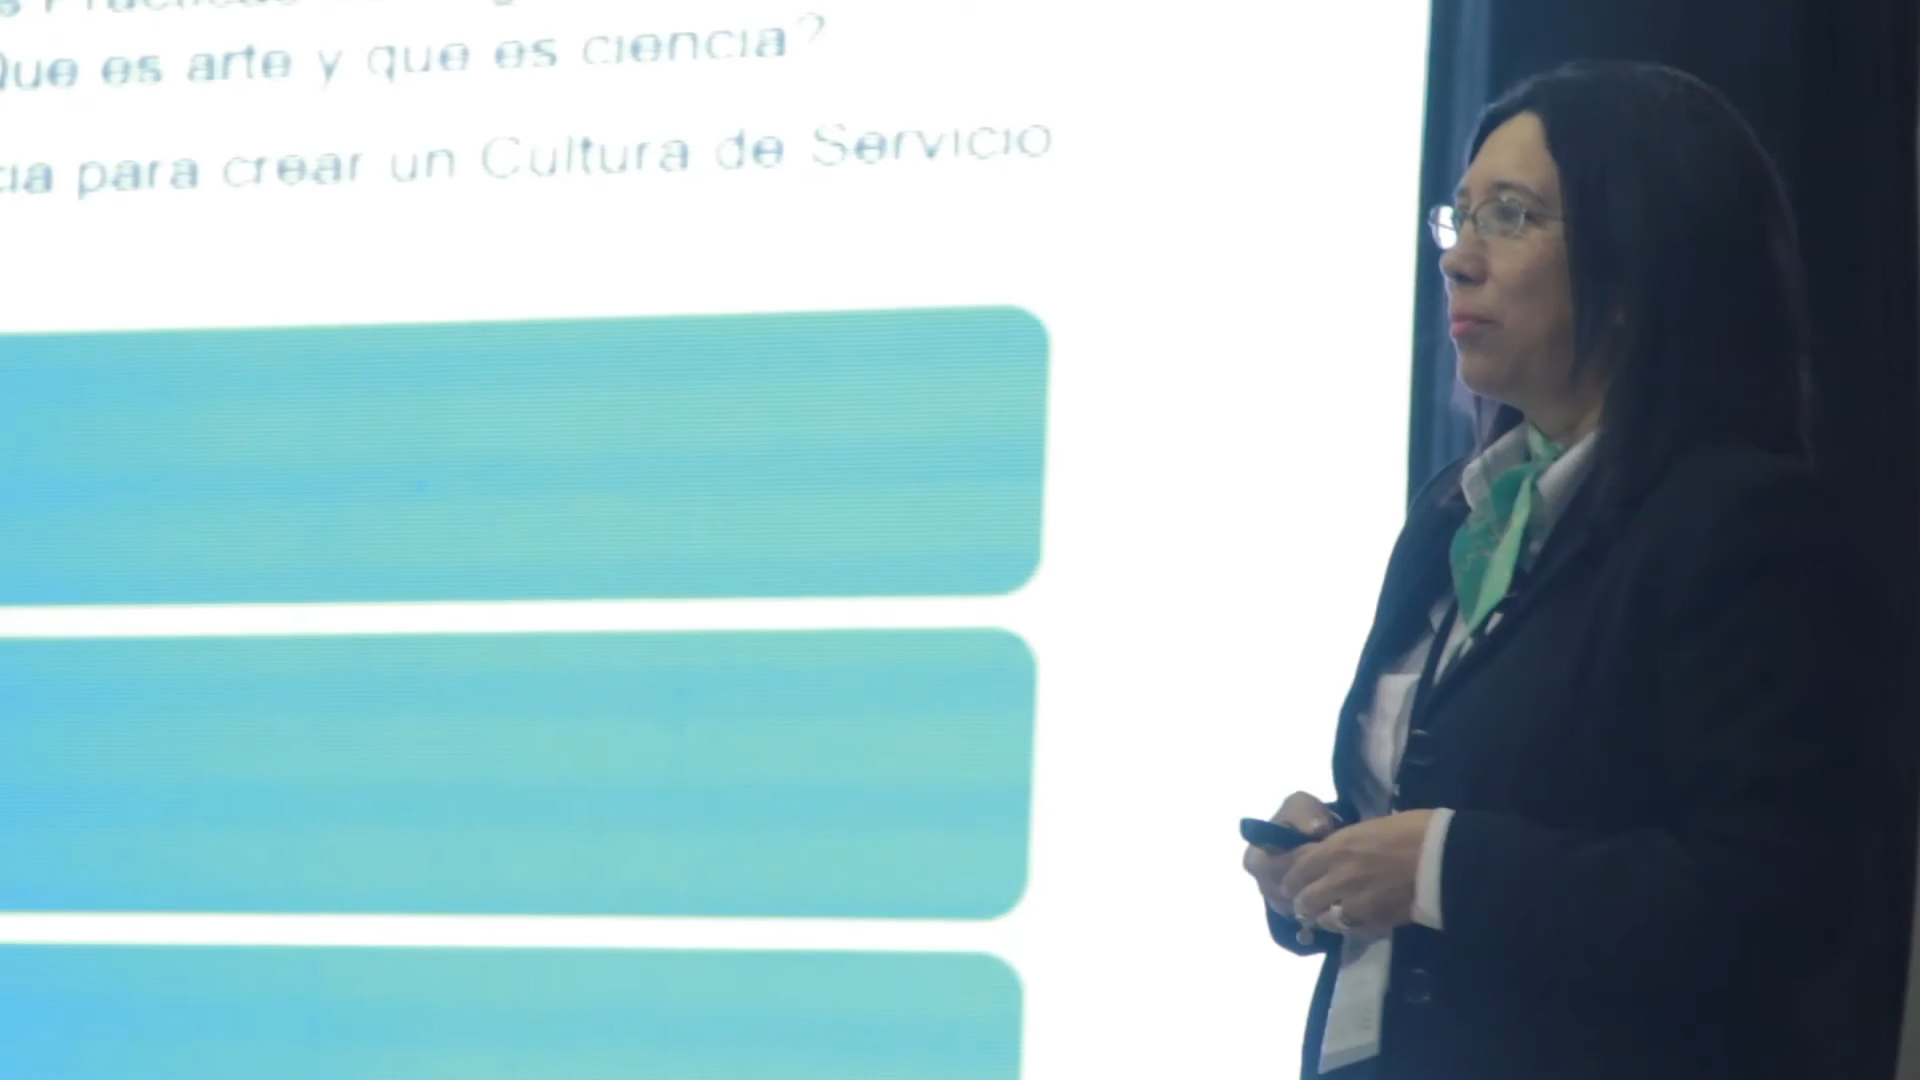 Que es arte y que es ciencia?
para crear un Cultura de Servicio